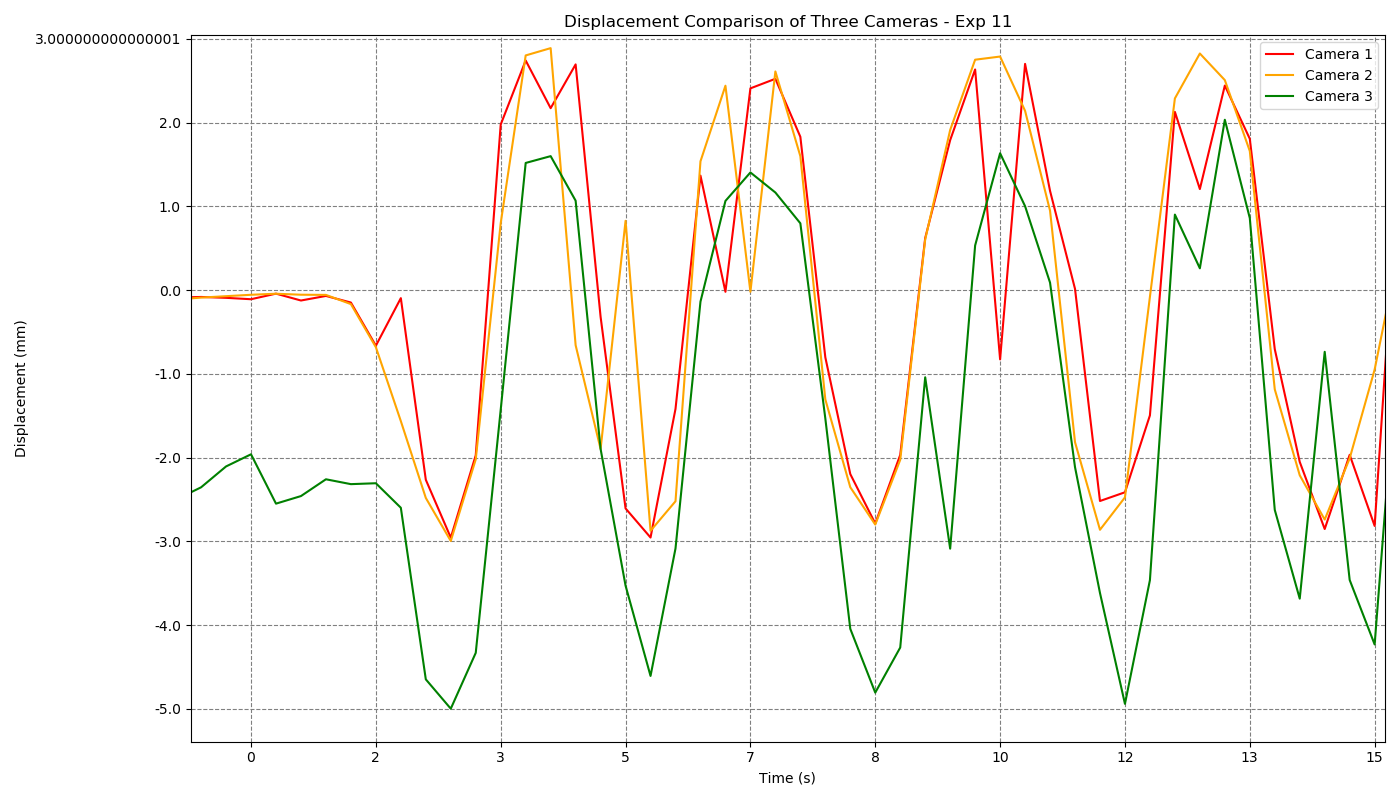 Displacement Comparison of Three Cameras - Exp 11
3.000000000000001
2.0
1.0
0.0
-1.0
-2.0
-3.0
-4.0
-5.0
Displacement (mm)
Camera 1
Camera 2
Camera 3
0 2 3 5 7 8 10 12 13 15
Time (s)